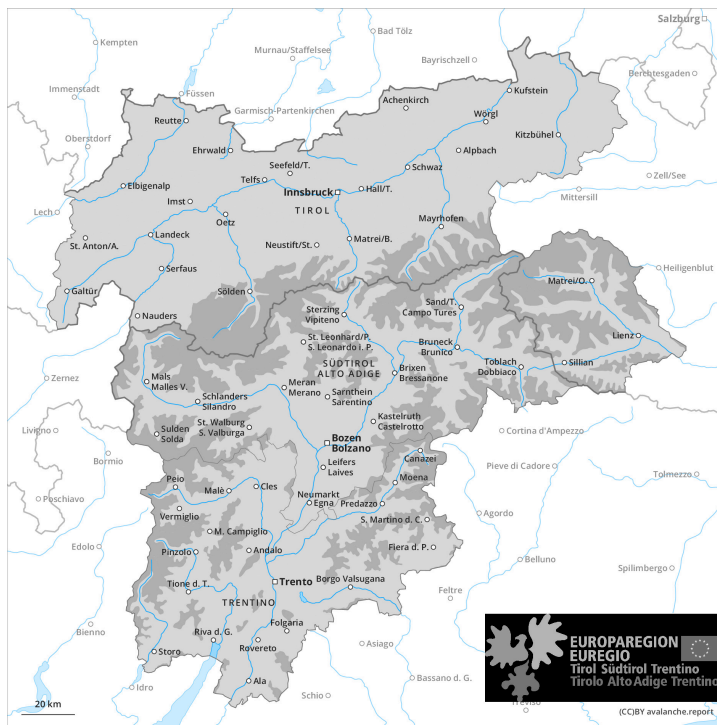 Salzburg
Kempten
Bad Tölz
Murnau/Staffelsee
Bayrischzell
Berchtesgaden
Immenstadt
Füssen
Garmisch-Partenkirchen
Achenkirch
Kufstein
Reutte
Wörgl
Oberstdorf
Kitzbühel
Ehrwald
Alpbach
Seefeld/T.
Schwaz
Telfs
Zell/See
Elbigenalp
Innsbruck
Hall/T.
Mittersill
Imst
TIROL
Lech
Oetz
Mayrhofen
St. Anton/A.
Landeck
Neustift/St.
Matrei/B.
Serfaus
Heiligenblut
Galtür
Sölden
Matrei/O.
Nauders
Sterzing
Vipiteno
Sand/T.
Campo Tures
St. Leonhard/P.
S. Leonardo i. P.
Lienz
Bruneck
Brunico
SÜDTIROL
ALTO ADIGE
Toblach
Dobbiaco
Sillian
Zernez
Mals
Malles V.
Meran
Merano
Brixen
Bressanone
Schlanders
Silandro
Sarnthein
Sarentino
Kastelruth
Castelrotto
Livigno
Sulden
Solda
St. Walburg
S. Valburga
Bozen
Bolzano
Cortina d'Ampezzo
Bormio
Canazei
Pieve di Cadore
Leifers
Laives
Tolmezzo
Peio
Malè
Cles
Moena
Poschiavo
Neumarkt
Egna
Predazzo
Vermiglio
Agordo
S. Martino d. C.
M. Campiglio
Edolo
Pinzolo
Andalo
Fiera d. P.
Belluno
Spilimbergo
Tione d. T.
Trento
Borgo Valsugana
Feltre
TRENTINO
Bienno
Folgaria
Riva d. G.
Rovereto
Asiago
Storo
Ala
Bassano d. G.
Idro
Schio
Treviso
EUROPAREGION
EUREGIO
Tirol Südtirol Trentino
Tirolo Alto Adige Trentino
20 km
(CC)BY avalanche.report